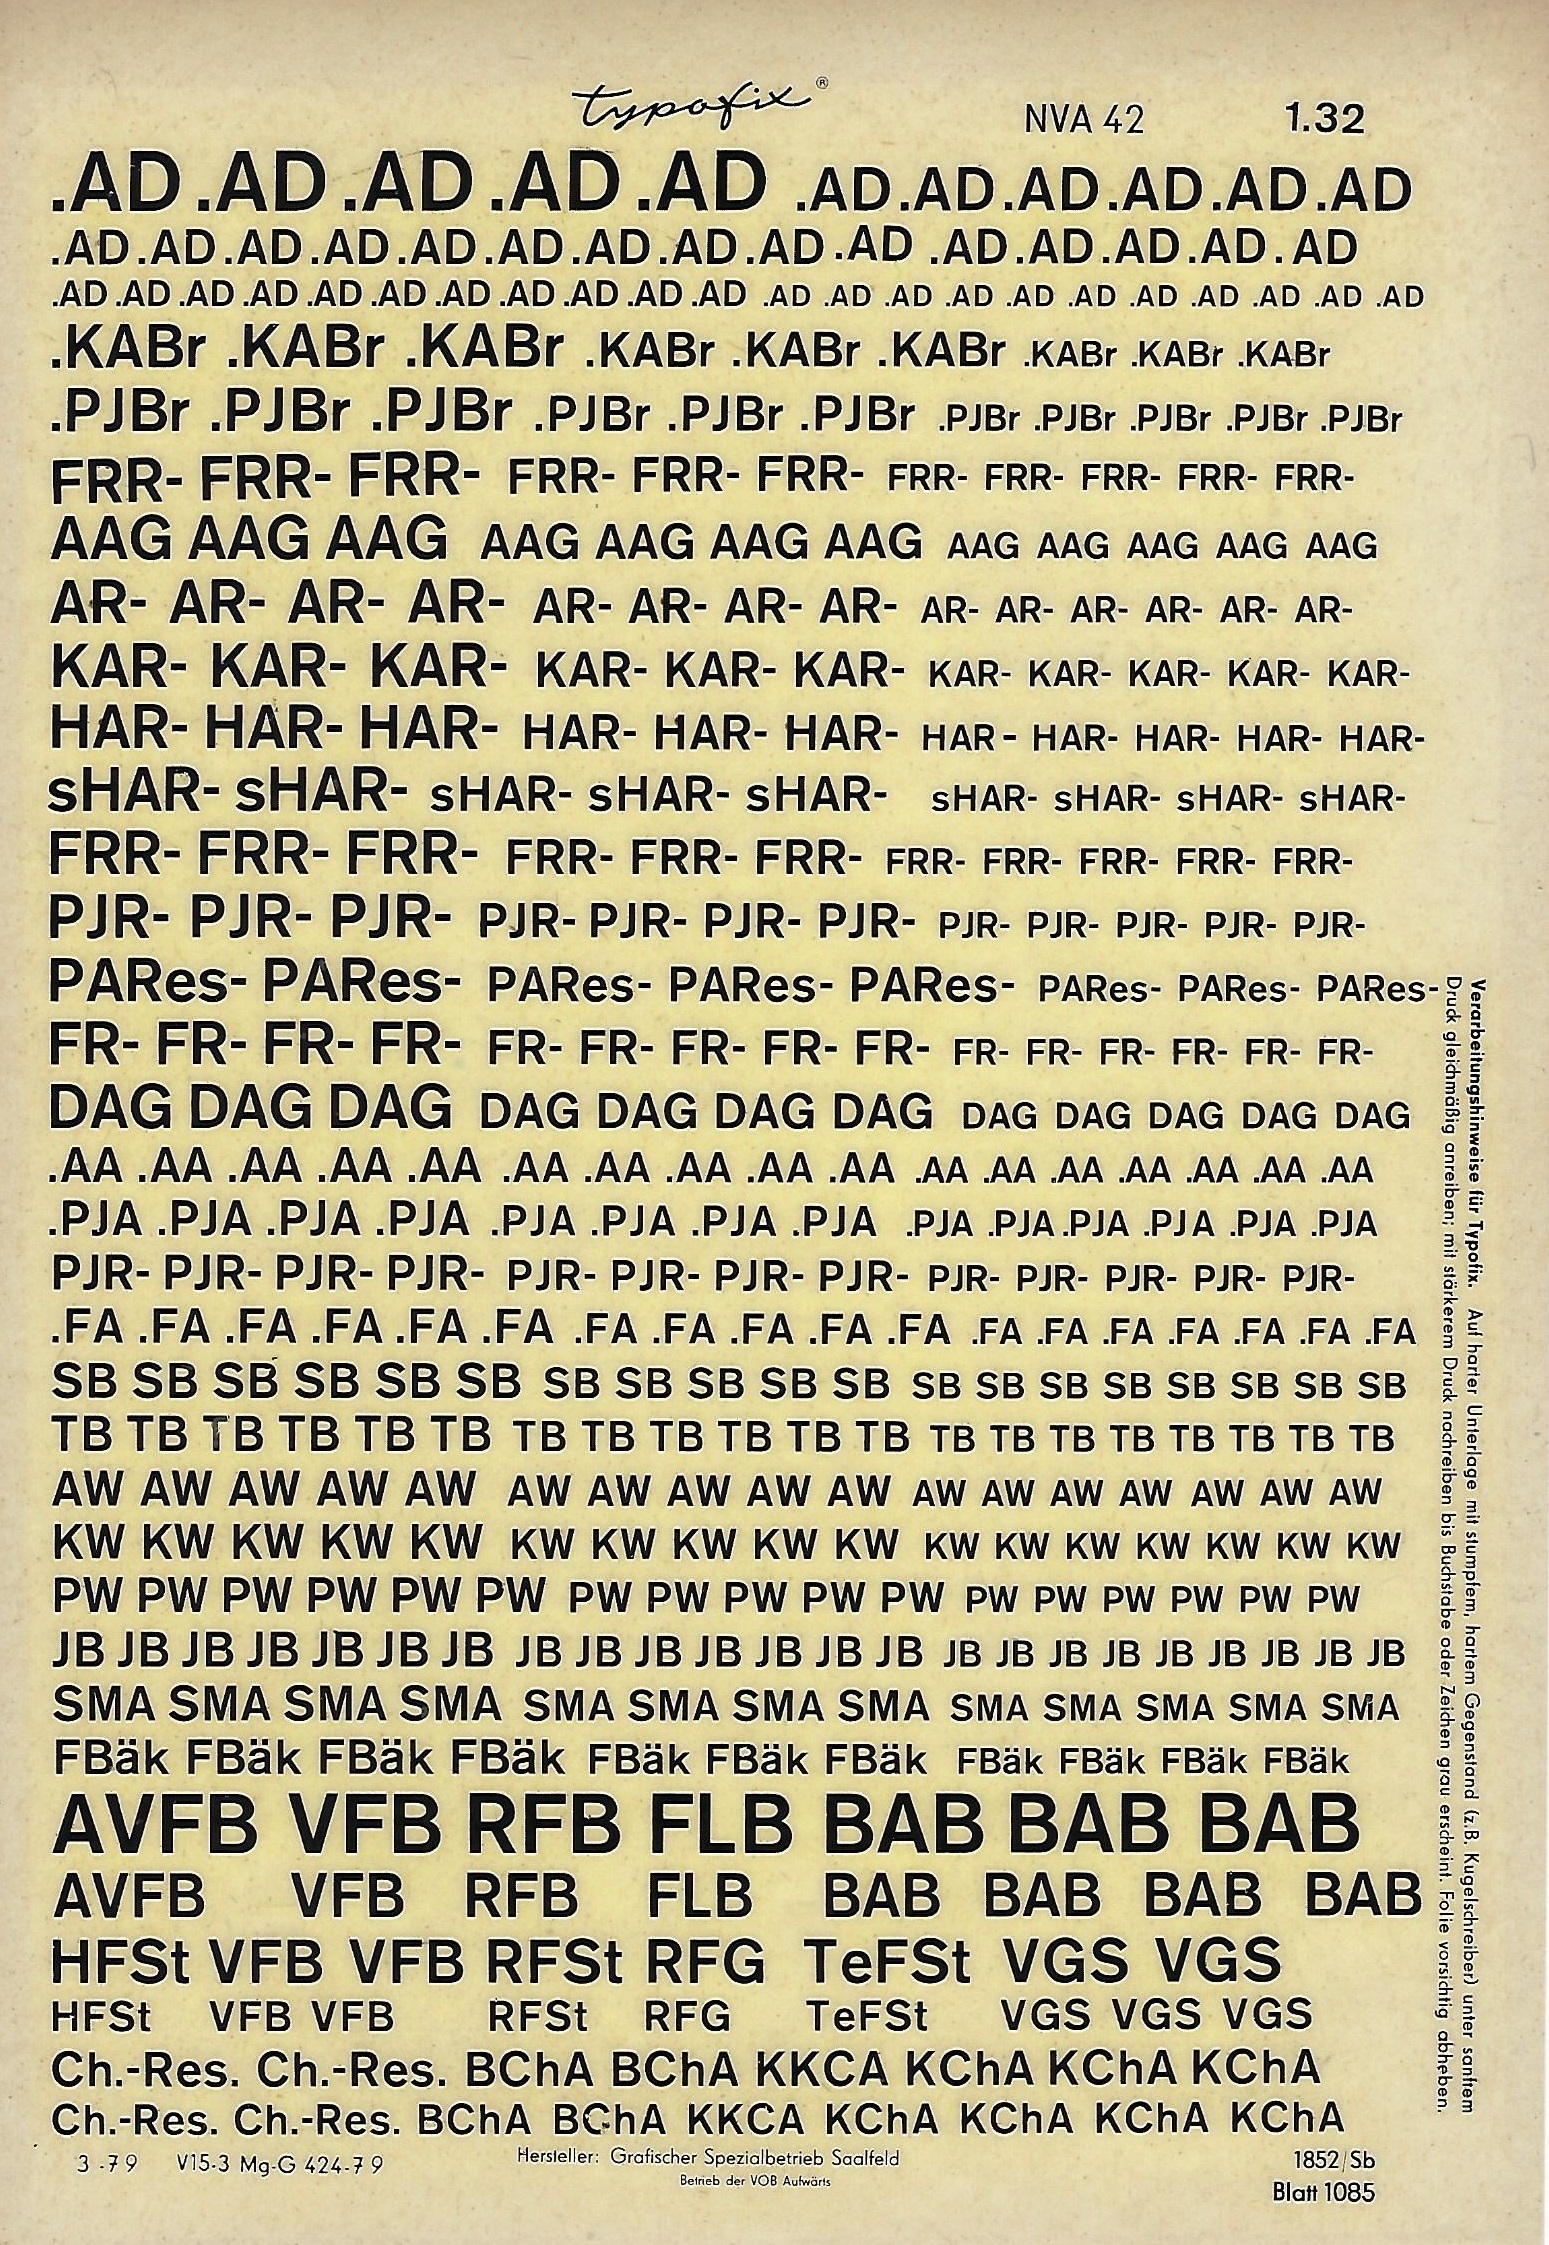 typofix® NVA 42 1.32
.AD .AD .AD .AD .AD .AD .AD .AD .AD .AD .AD
.AD .AD .AD .AD .AD .AD .AD .AD .AD .AD .AD .AD .AD .AD .AD
.AD .AD .AD .AD .AD .AD .AD .AD .AD .AD .AD .AD .AD .AD .AD .AD .AD .AD .AD .AD .AD .AD
.KABr .KABr .KABr .KABr .KABr .KABr .KABr .KABr .KABr
.PJBr .PJBr .PJBr .PJBr .PJBr .PJBr .PJBr .PJBr .PJBr .PJBr .PJBr
FRR- FRR- FRR- FRR- FRR- FRR- FRR- FRR- FRR- FRR- FRR-
AAG AAG AAG AAG AAG AAG AAG AAG AAG AAG AAG AAG
AR- AR- AR- AR- AR- AR- AR- AR- AR- AR- AR- AR- AR- AR-
KAR- KAR- KAR- KAR- KAR- KAR- KAR- KAR- KAR- KAR- KAR-
HAR- HAR- HAR- HAR- HAR- HAR- HAR- HAR- HAR- HAR- HAR-
sHAR- sHAR- sHAR- sHAR- sHAR- sHAR- sHAR- sHAR- sHAR-
FRR- FRR- FRR- FRR- FRR- FRR- FRR- FRR- FRR- FRR- FRR-
PJR- PJR- PJR- PJR- PJR- PJR- PJR- PJR- PJR- PJR- PJR- PJR-
PARes- PARes- PARes- PARes- PARes- PARes- PARes- PARes-
FR- FR- FR- FR- FR- FR- FR- FR- FR- FR- FR- FR- FR- FR- FR-
DAG DAG DAG DAG DAG DAG DAG DAG DAG DAG DAG DAG
.AA .AA .AA .AA .AA .AA .AA .AA .AA .AA .AA .AA .AA .AA .AA .AA .AA
.PJA .PJA .PJA .PJA .PJA .PJA .PJA .PJA .PJA .PJA .PJA .PJA .PJA .PJA
PJR- PJR- PJR- PJR- PJR- PJR- PJR- PJR- PJR- PJR- PJR- PJR- PJR-
.FA .FA .FA .FA .FA .FA .FA .FA .FA .FA .FA .FA .FA .FA .FA .FA .FA .FA
SB SB SB SB SB SB SB SB SB SB SB SB SB SB SB SB SB SB SB
TB TB TB TB TB TB TB TB TB TB TB TB TB TB TB TB TB TB TB TB
AW AW AW AW AW AW AW AW AW AW AW AW AW AW AW AW AW
KW KW KW KW KW KW KW KW KW KW KW KW KW KW KW KW KW
PW PW PW PW PW PW PW PW PW PW PW PW PW PW PW PW PW
JB JB JB JB JB JB JB JB JB JB JB JB JB JB JB JB JB JB JB JB JB JB JB
SMA SMA SMA SMA SMA SMA SMA SMA SMA SMA SMA SMA SMA
FBäk FBäk FBäk FBäk FBäk FBäk FBäk FBäk FBäk FBäk FBäk
AVFB VFB RFB FLB BAB BAB BAB
AVFB VFB RFB FLB BAB BAB BAB BAB
HFSt VFB VFB RFSt RFG TeFSt VGS VGS
HFSt VFB VFB RFSt RFG TeFSt VGS VGS VGS
Ch.-Res. Ch.-Res. BChA BChA KKCA KChA KChA KChA
Ch.-Res. Ch.-Res. BChA BChA KKCA KChA KChA KChA KChA
3 -79 V15-3 Mg-G 424-79 Hersteller: Grafischer Spezialbetrieb Saalfeld 1852/Sb
Betrieb der VOB Aufwärts
Blatt 1085
Verarbeitungshinweise für Typofix. Auf harter Unterlage mit stumpfem, hartem Gegenstand (z.B. Kugelschreiber) unter sanftem
Druck gleichmäßig anreiben; mit stärkerem Druck nachreiben bis Buchstabe oder Zeichen grau erscheint. Folie vorsichtig abheben.